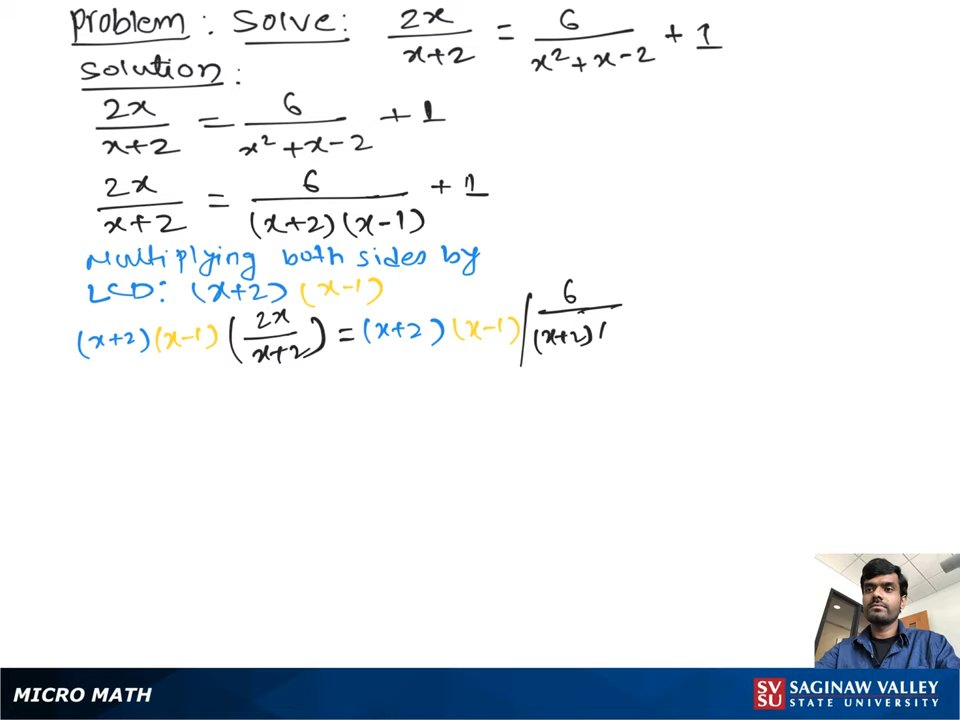 Problem: Solve: 2x/(x+2) = 6/(x²+x-2) + 1
Solution:
2x/(x+2) = 6/(x²+x-2) + 1
2x/(x+2) = 6/((x+2)(x-1)) + 1
Multiplying both sides by
LCD: (x+2)(x-1)
(x+2)(x-1)(2x/(x+2)) = (x+2)(x-1)(6/(x+2)(
MICRO MATH
SV SU SAGINAW VALLEY
STATE UNIVERSITY